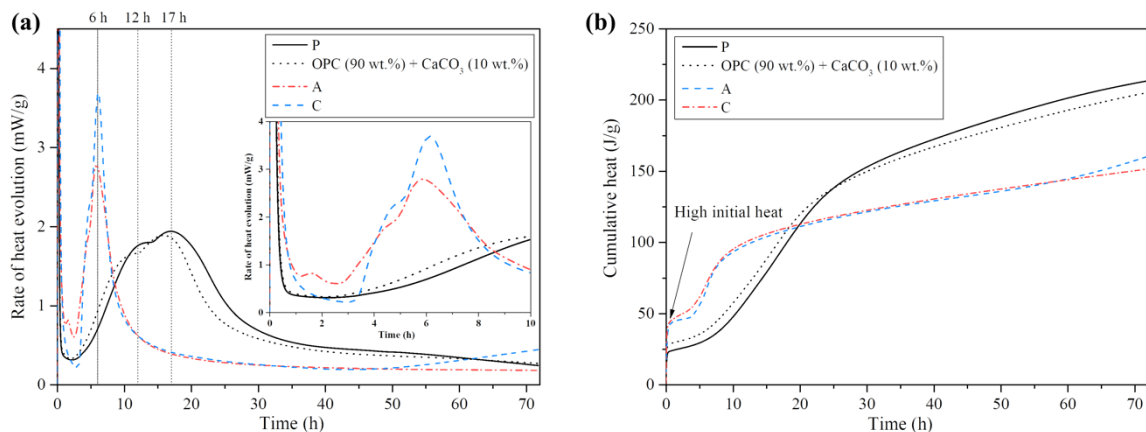 (a)
6 h
12 h
17 h
Rate of heat evolution (mW/g)
4
3
2
1
0
P
OPC (90 wt.%) + CaCO₃ (10 wt.%)
A
C
Rate of heat evolution (mW/g)
4
3
2
1
0
0 2 4 6 8 10
Time (h)
0 10 20 30 40 50 60 70
Time (h)
(b)
Cumulative heat (J/g)
250
200
150
100
50
0
P
OPC (90 wt.%) + CaCO₃ (10 wt.%)
A
C
High initial heat
0 10 20 30 40 50 60 70
Time (h)